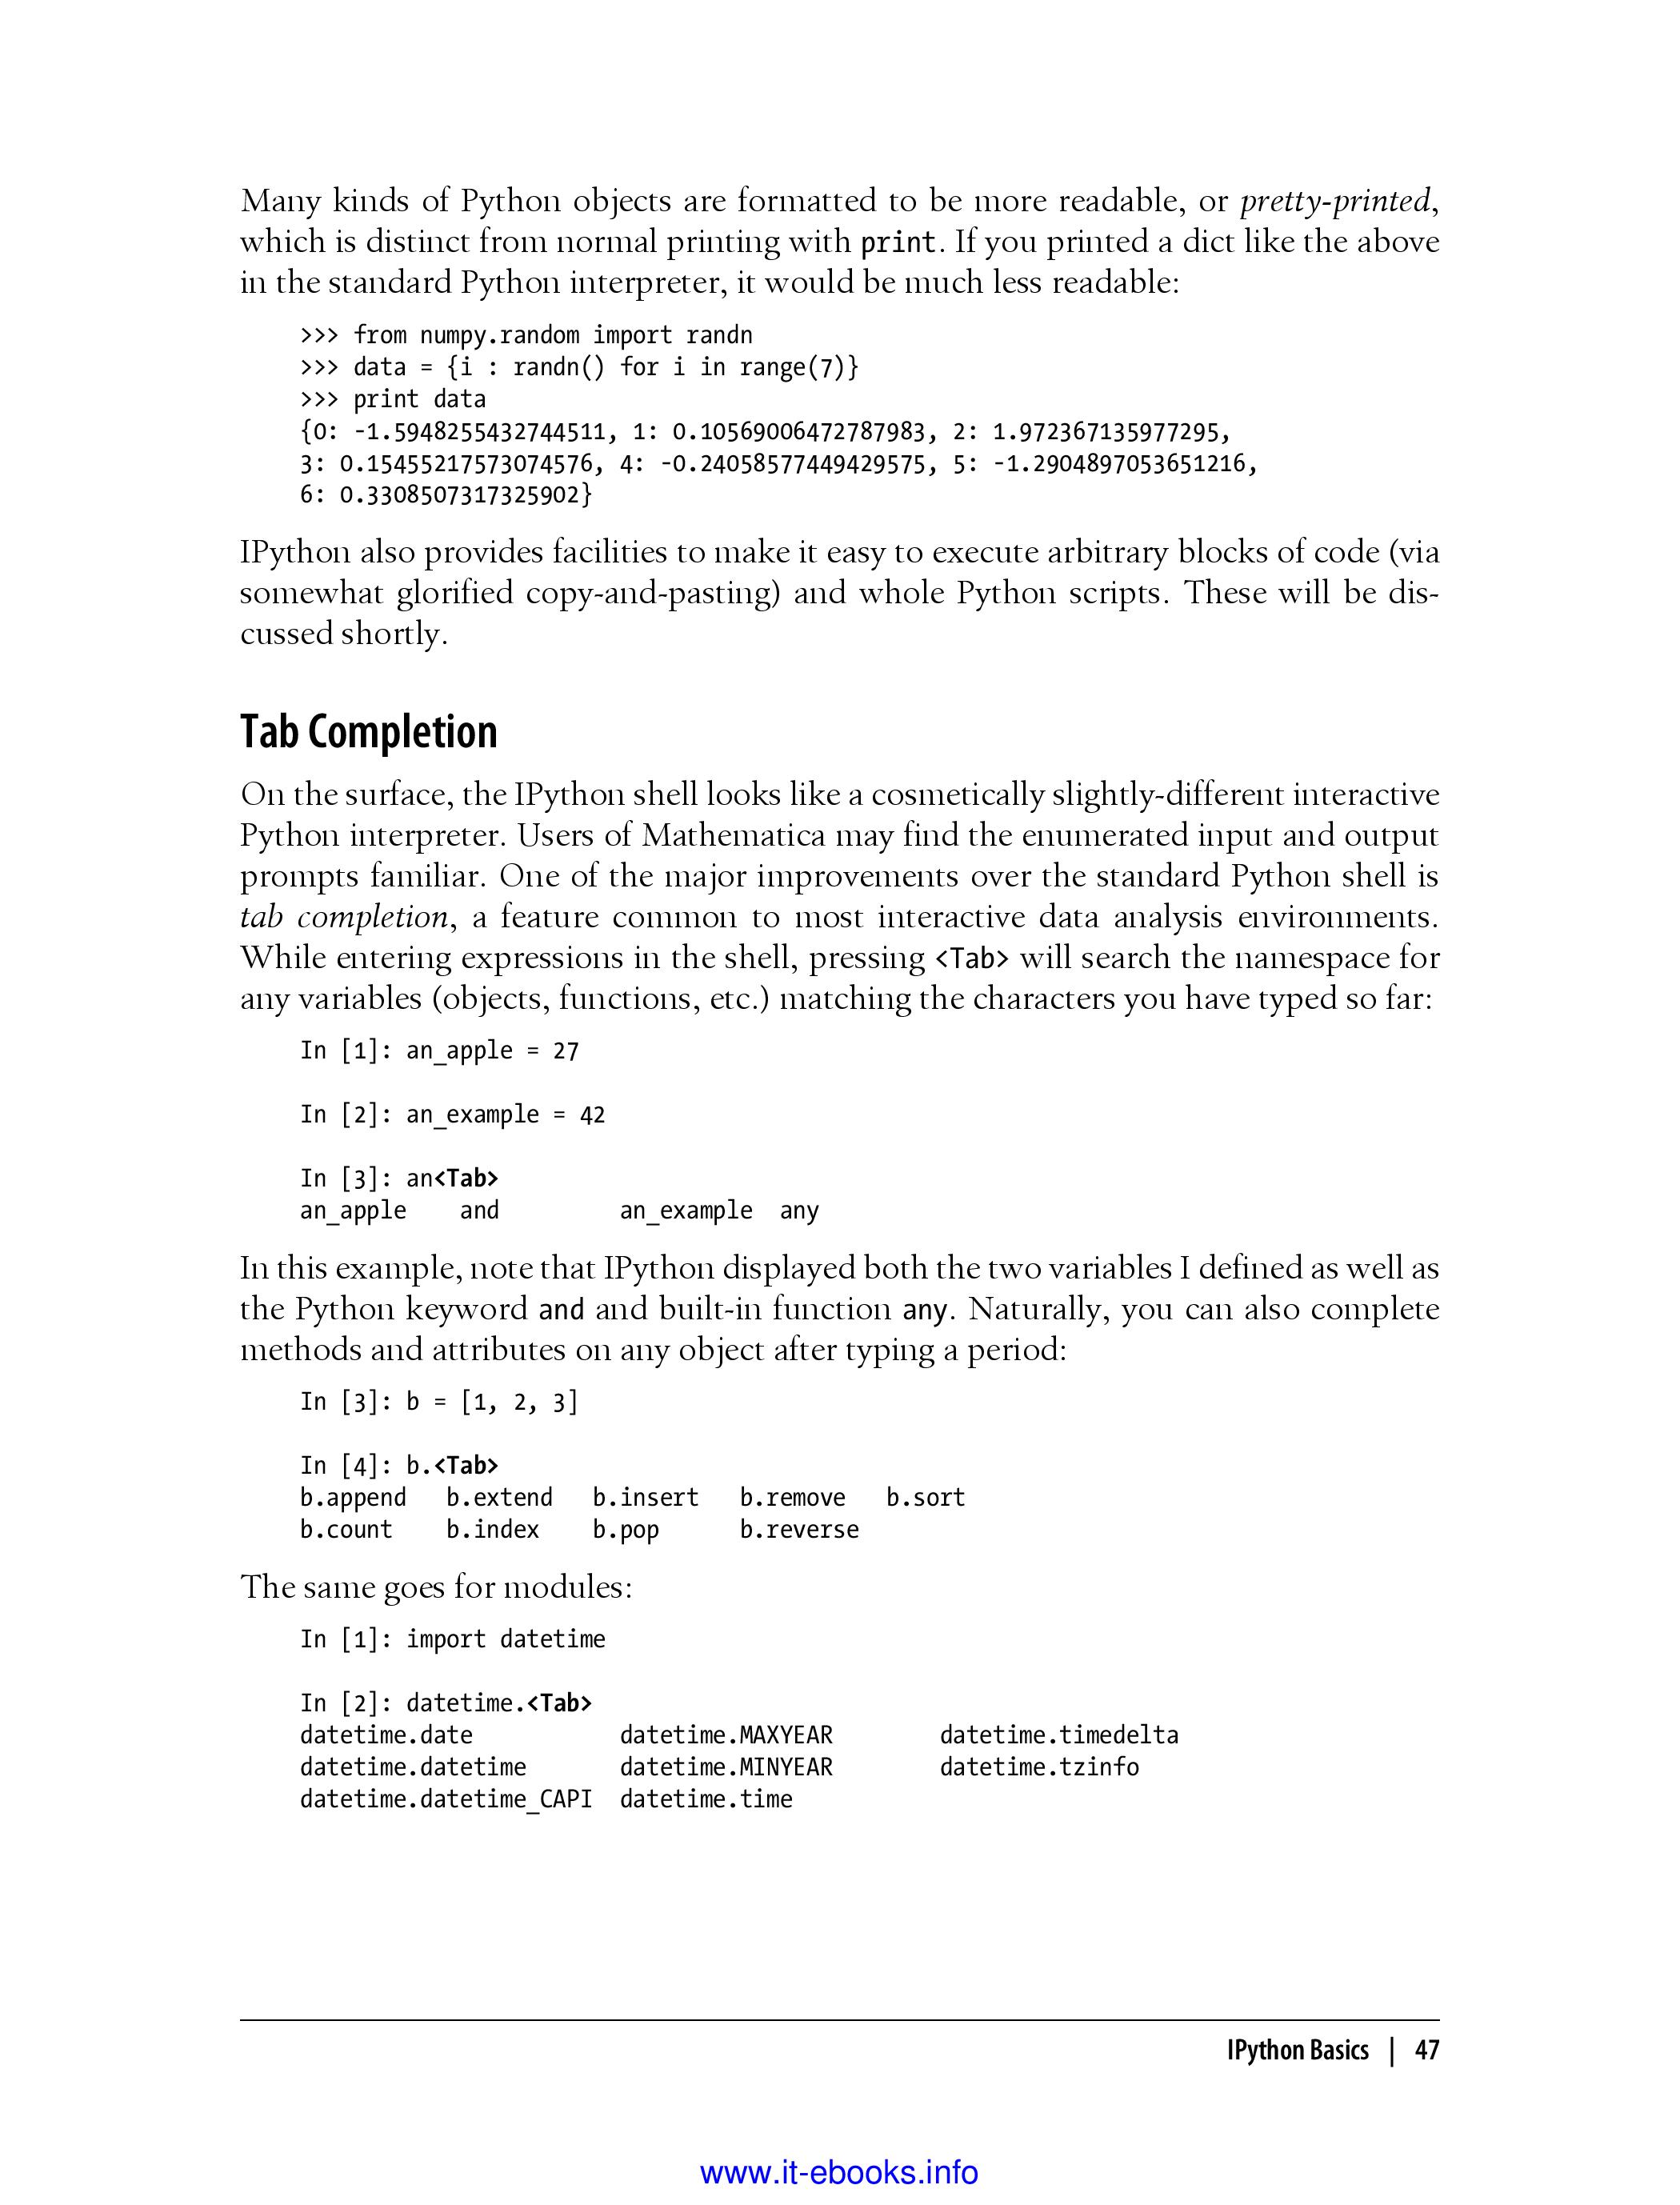 Many kinds of Python objects are formatted to be more readable, or pretty-printed,
which is distinct from normal printing with print. If you printed a dict like the above
in the standard Python interpreter, it would be much less readable:
>>> from numpy.random import randn
>>> data = {i : randn() for i in range(7)}
>>> print data
{0: -1.5948255432744511, 1: 0.10569006472787983, 2: 1.972367135977295,
3: 0.15455217573074576, 4: -0.24058577449429575, 5: -1.2904897053651216,
6: 0.3308507317325902}
IPython also provides facilities to make it easy to execute arbitrary blocks of code (via
somewhat glorified copy-and-pasting) and whole Python scripts. These will be dis-
cussed shortly.
Tab Completion
On the surface, the IPython shell looks like a cosmetically slightly-different interactive
Python interpreter. Users of Mathematica may find the enumerated input and output
prompts familiar. One of the major improvements over the standard Python shell is
tab completion, a feature common to most interactive data analysis environments.
While entering expressions in the shell, pressing <Tab> will search the namespace for
any variables (objects, functions, etc.) matching the characters you have typed so far:
In [1]: an_apple = 27
In [2]: an_example = 42
In [3]: an<Tab>
an_apple    and         an_example  any
In this example, note that IPython displayed both the two variables I defined as well as
the Python keyword and and built-in function any. Naturally, you can also complete
methods and attributes on any object after typing a period:
In [3]: b = [1, 2, 3]
In [4]: b.<Tab>
b.append   b.extend   b.insert   b.remove   b.sort
b.count    b.index    b.pop      b.reverse
The same goes for modules:
In [1]: import datetime
In [2]: datetime.<Tab>
datetime.date           datetime.MAXYEAR        datetime.timedelta
datetime.datetime       datetime.MINYEAR        datetime.tzinfo
datetime.datetime_CAPI  datetime.time
IPython Basics | 47
www.it-ebooks.info